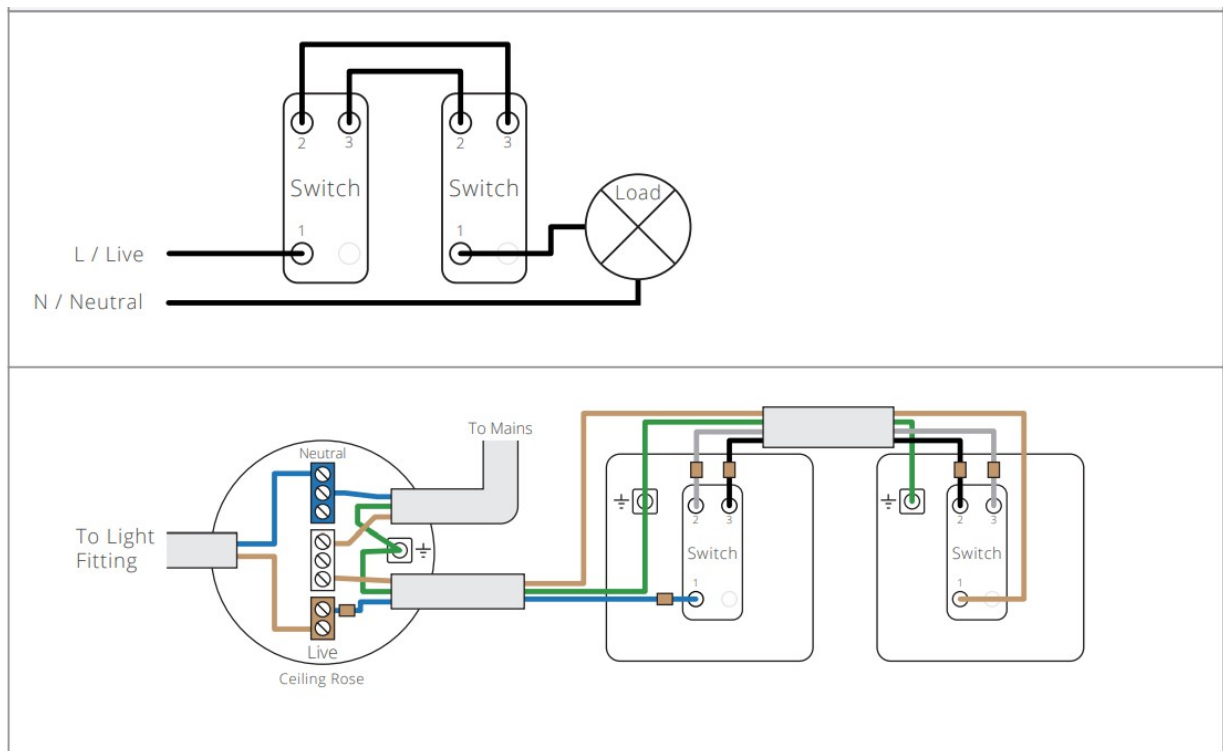 2
3
2
3
Switch
Switch
Load
1
1
L / Live
N / Neutral
To Mains
Neutral
To Light
Fitting
2
3
2
3
Switch
Switch
1
1
Live
Ceiling Rose